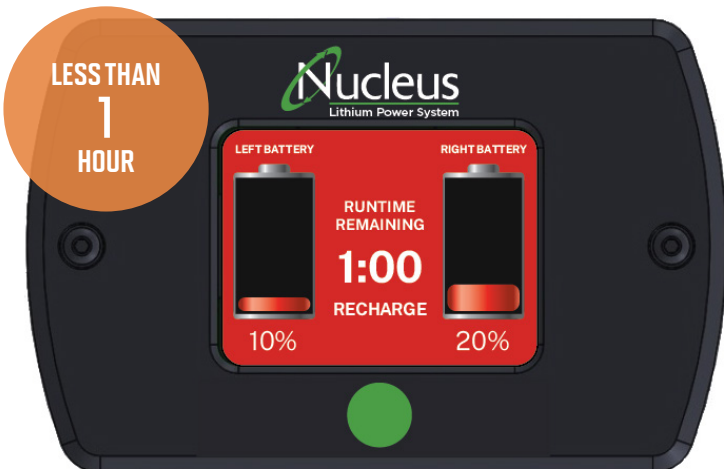 LESS THAN
1
HOUR
Nucleus
Lithium Power System
LEFT BATTERY
RIGHT BATTERY
RUNTIME
REMAINING
1:00
RECHARGE
10%
20%